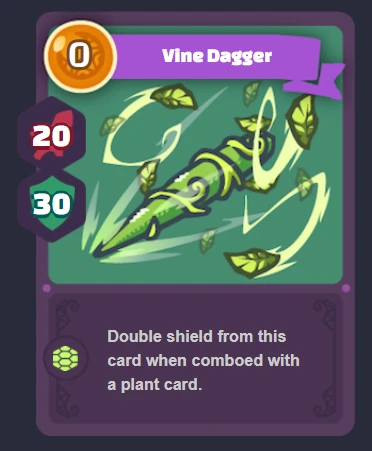 0
Vine Dagger
20
30
Double shield from this
card when comboed with
a plant card.